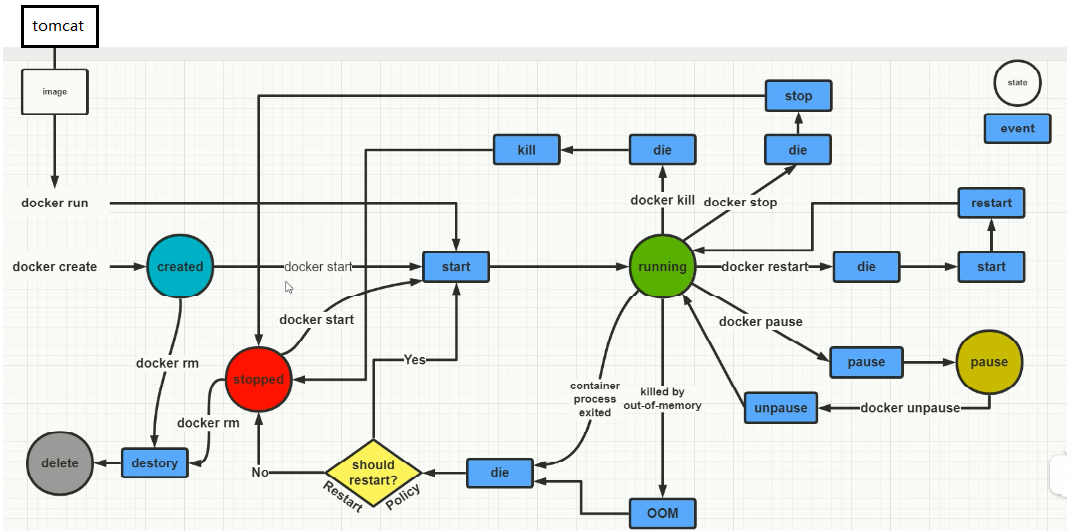 tomcat
image
state
stop
event
kill
die
die
docker kill
docker stop
docker run
restart
docker create
created
docker start
start
running
docker restart
die
start
docker start
docker pause
docker rm
Yes
pause
pause
stopped
container
process
exited
killed by
out-of-memory
unpause
docker unpause
docker rm
delete
destory
No
should
restart?
Restart Policy
die
OOM